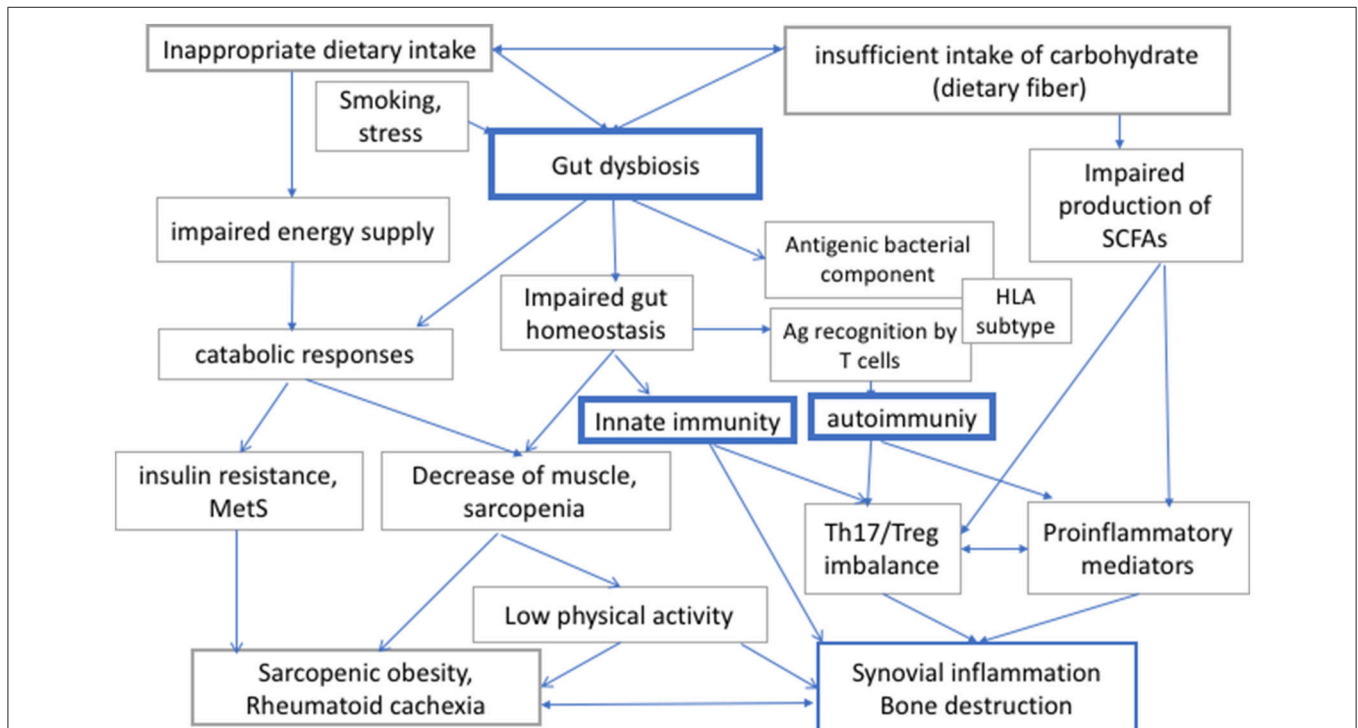 Inappropriate dietary intake
insufficient intake of carbohydrate
(dietary fiber)
Smoking,
stress
Gut dysbiosis
Impaired
production of
SCFAs
impaired energy supply
Antigenic bacterial
component
Impaired gut
homeostasis
HLA
subtype
Ag recognition by
T cells
catabolic responses
Innate immunity
autoimmuniy
insulin resistance,
MetS
Decrease of muscle,
sarcopenia
Th17/Treg
imbalance
Proinflammatory
mediators
Low physical activity
Sarcopenic obesity,
Rheumatoid cachexia
Synovial inflammation
Bone destruction